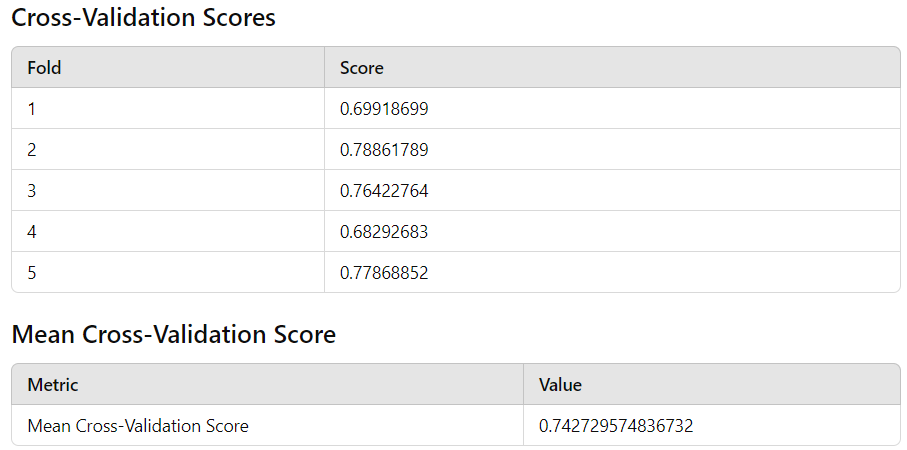 Cross-Validation Scores
Fold Score
1 0.69918699
2 0.78861789
3 0.76422764
4 0.68292683
5 0.77868852
Mean Cross-Validation Score
Metric Value
Mean Cross-Validation Score 0.742729574836732